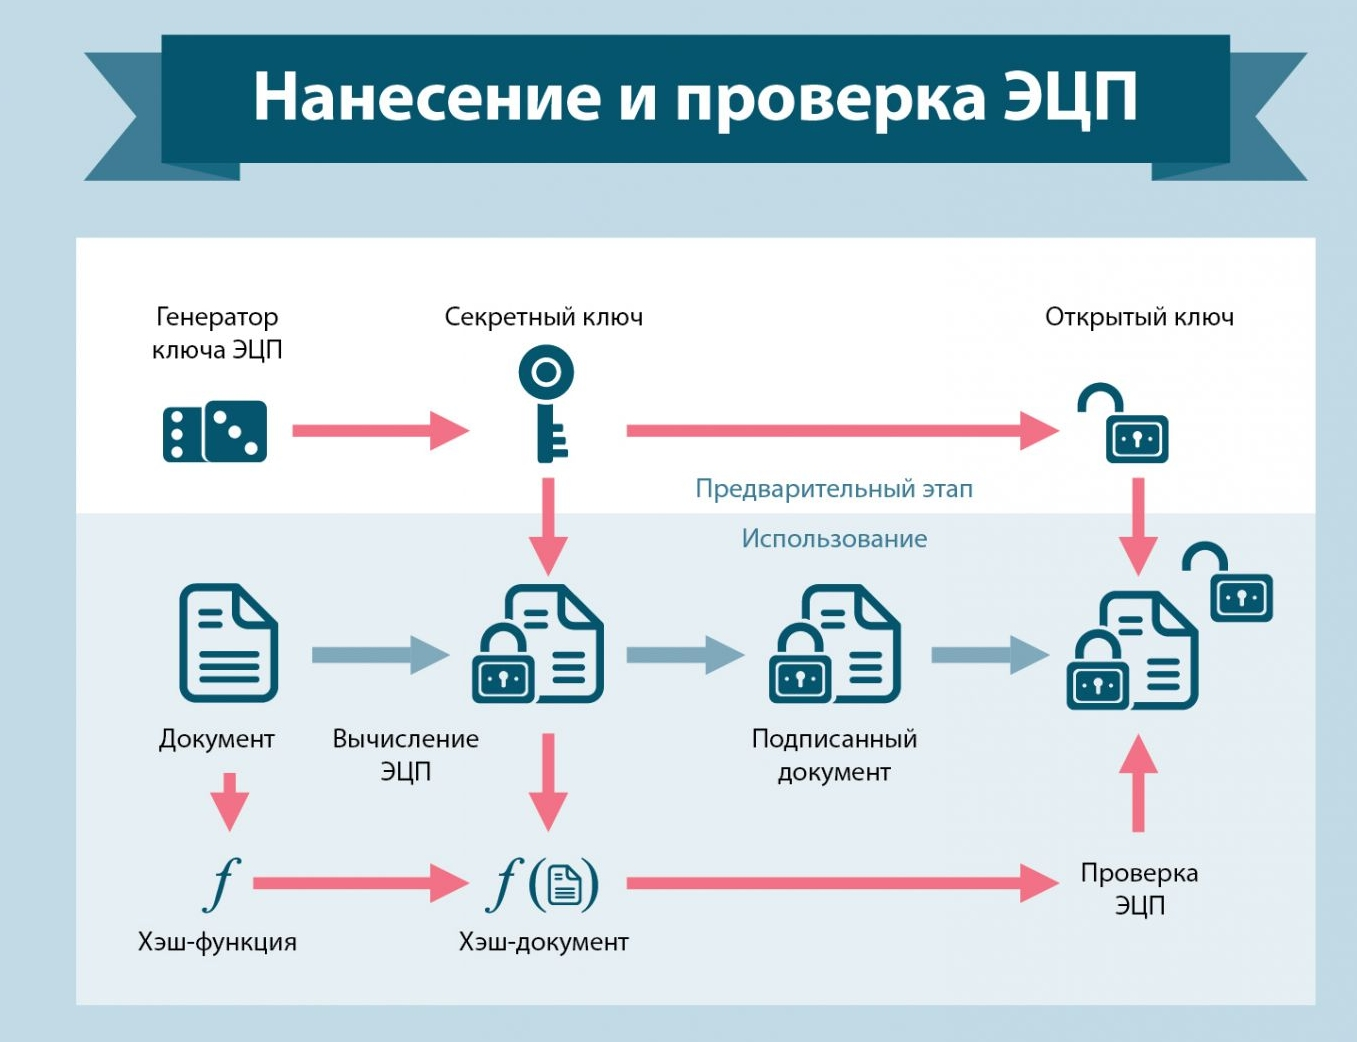 Нанесение и проверка ЭЦП
Генератор
ключа ЭЦП
Секретный ключ
Открытый ключ
Предварительный этап
Использование
Документ
Вычисление
ЭЦП
Подписанный
документ
f
f ( )
Проверка
ЭЦП
Хэш-функция
Хэш-документ